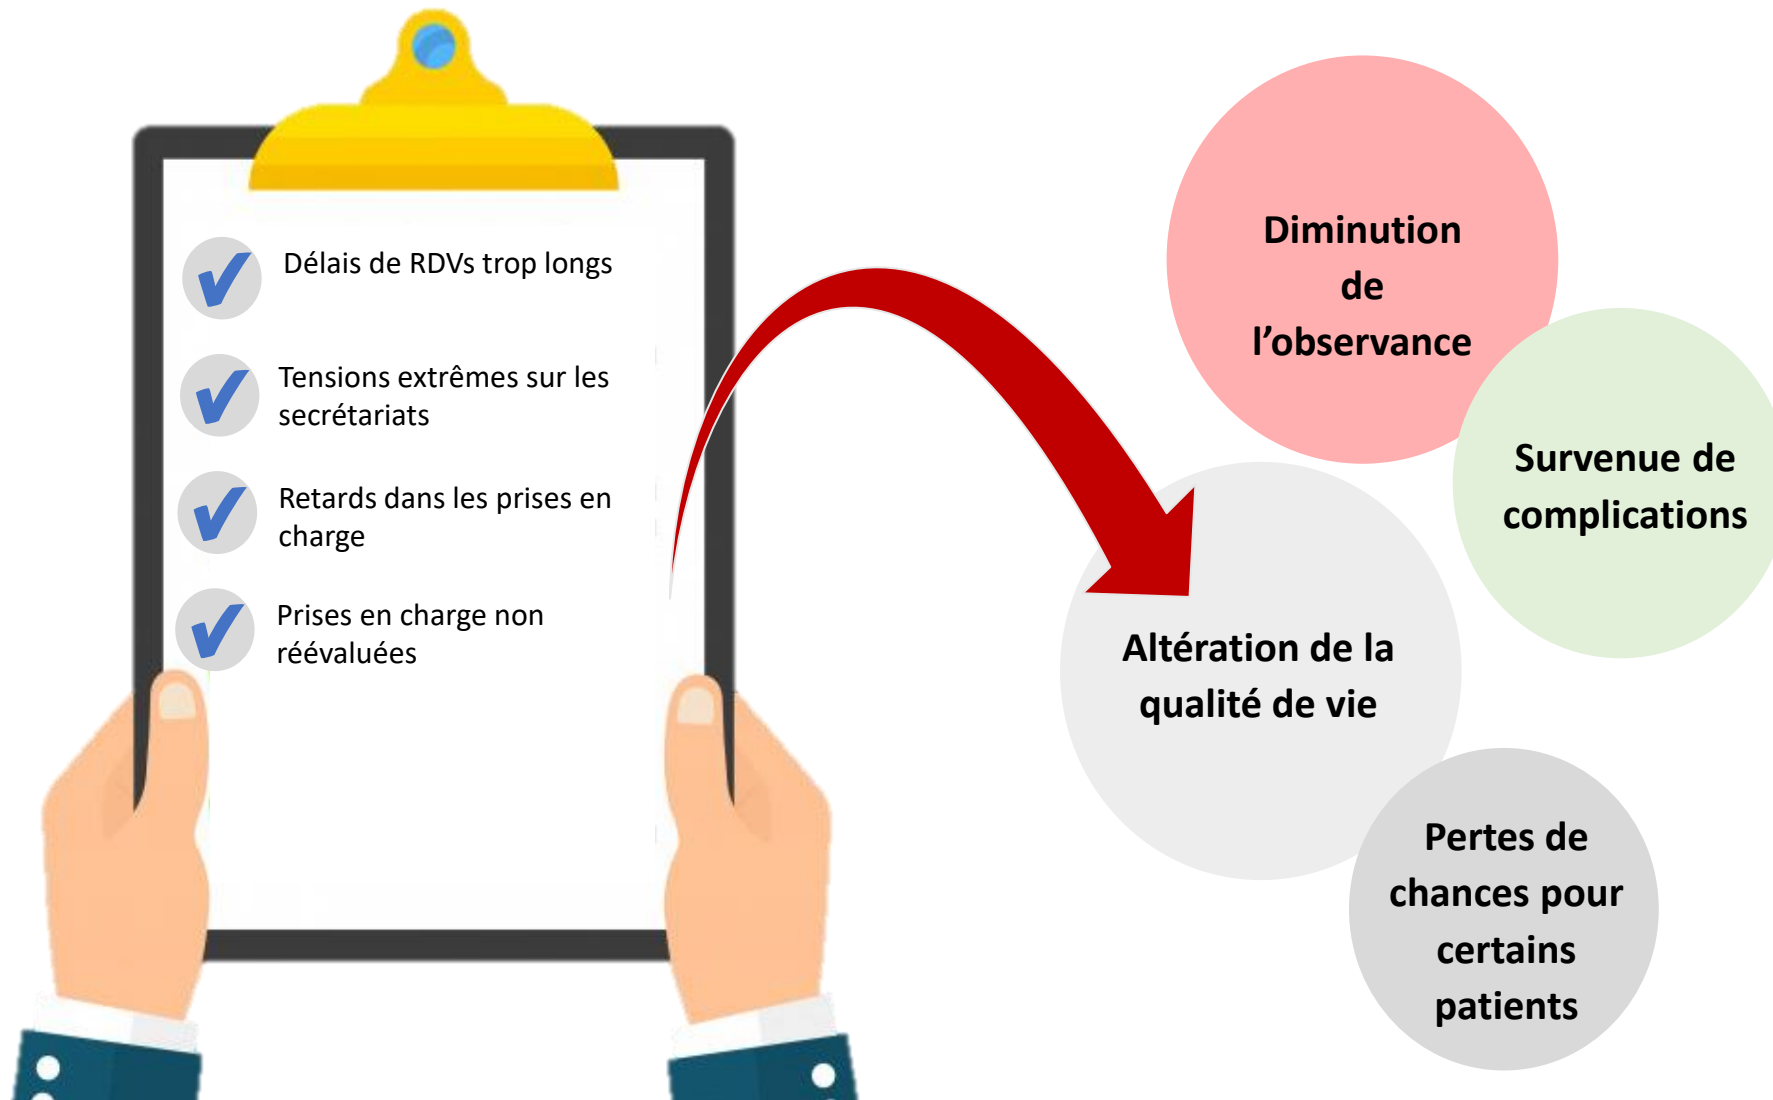 Délais de RDVs trop longs
Tensions extrêmes sur les
secrétariats
Retards dans les prises en
charge
Prises en charge non
réévaluées
Diminution
de
l’observance
Survenue de
complications
Altération de la
qualité de vie
Pertes de
chances pour
certains
patients